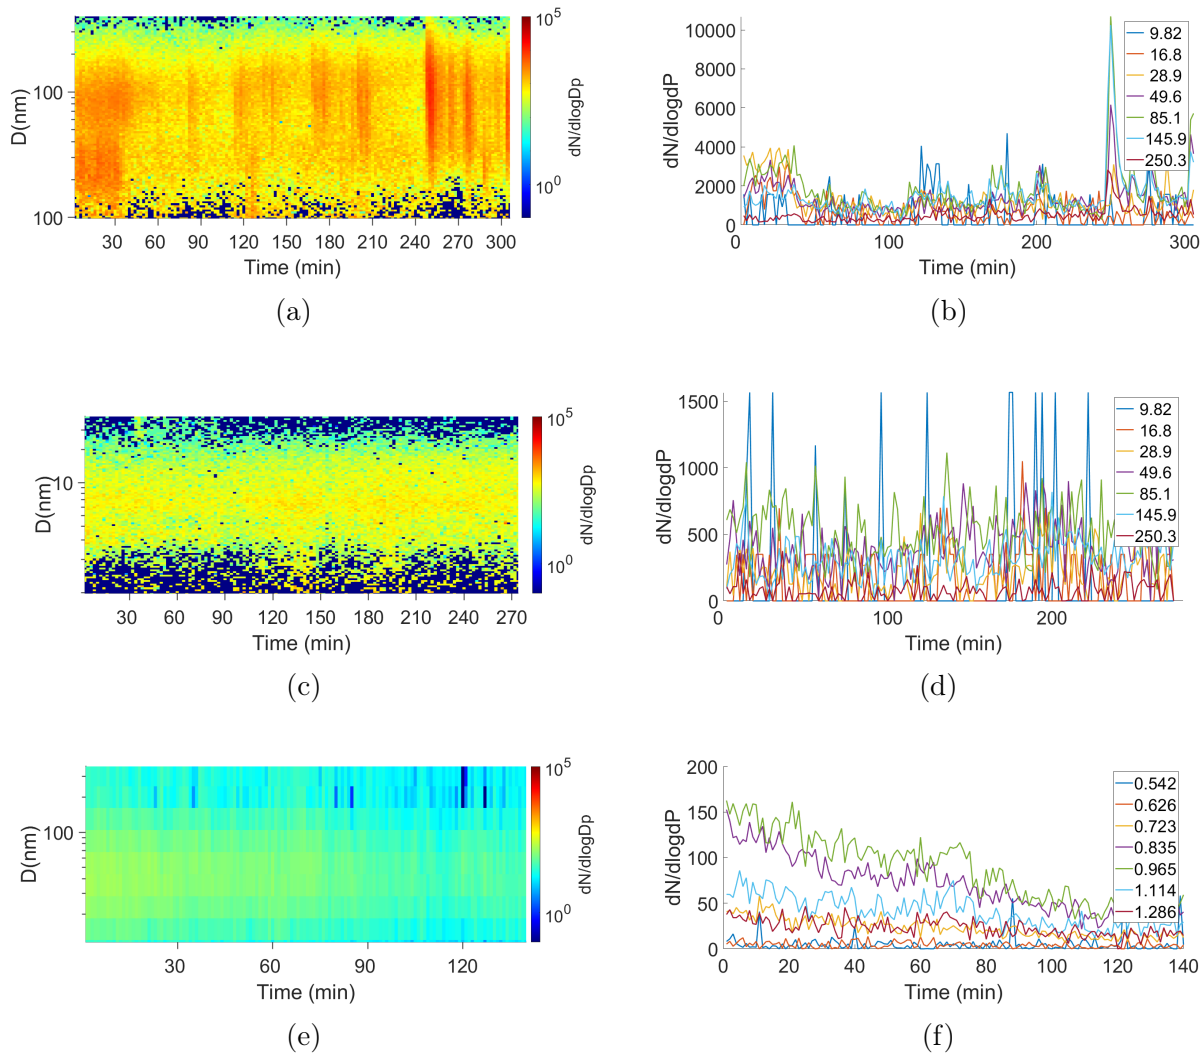 10^5
10^0
dN/dlogDp
100
100
D(nm)
30 60 90 120 150 180 210 240 270 300
Time (min)
(a)
10000
8000
6000
4000
2000
0
dN/dlogdP
0 100 200 300
Time (min)
9.82
16.8
28.9
49.6
85.1
145.9
250.3
(b)
10^5
10^0
dN/dlogDp
10
D(nm)
30 60 90 120 150 180 210 240 270
Time (min)
(c)
1500
1000
500
0
dN/dlogdP
0 100 200
Time (min)
9.82
16.8
28.9
49.6
85.1
145.9
250.3
(d)
10^5
10^0
dN/dlogDp
100
D(nm)
30 60 90 120
Time (min)
(e)
200
150
100
50
0
dN/dlogdP
0 20 40 60 80 100 120 140
Time (min)
0.542
0.626
0.723
0.835
0.965
1.114
1.286
(f)